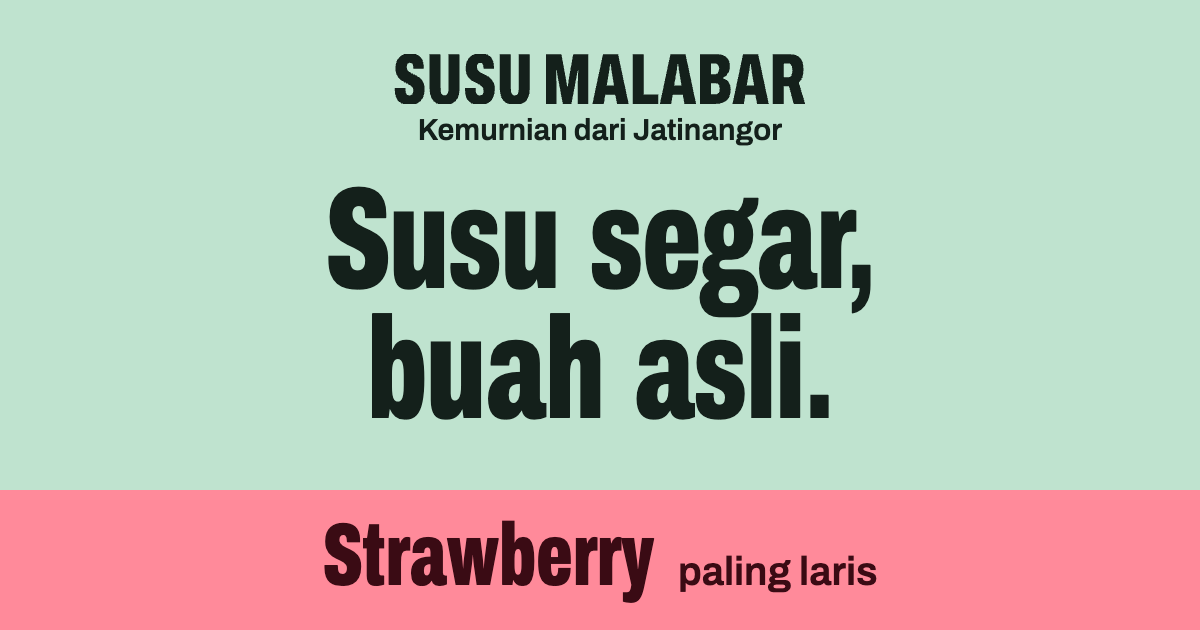 SUSU MALABAR
Kemurnian dari Jatinangor
Susu segar,
buah asli.
Strawberry paling laris